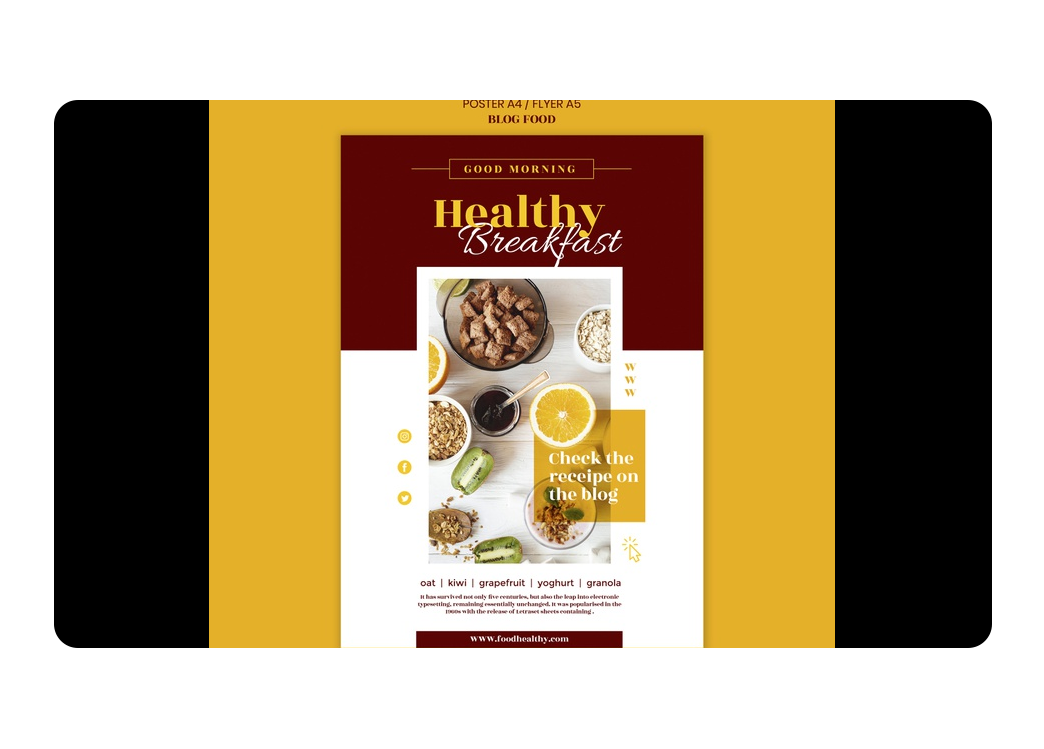 POSTER A4 / FLYER A5
BLOG FOOD
GOOD MORNING
Healthy
Breakfast
W
W
W
Check the
receipe on
the blog
oat | kiwi | grapefruit | yoghurt | granola
It has survived not only five centuries, but also the leap into electronic
typesetting, remaining essentially unchanged. It was popularised in the
1960s with the release of Letraset sheets containing .
www.foodhealthy.com